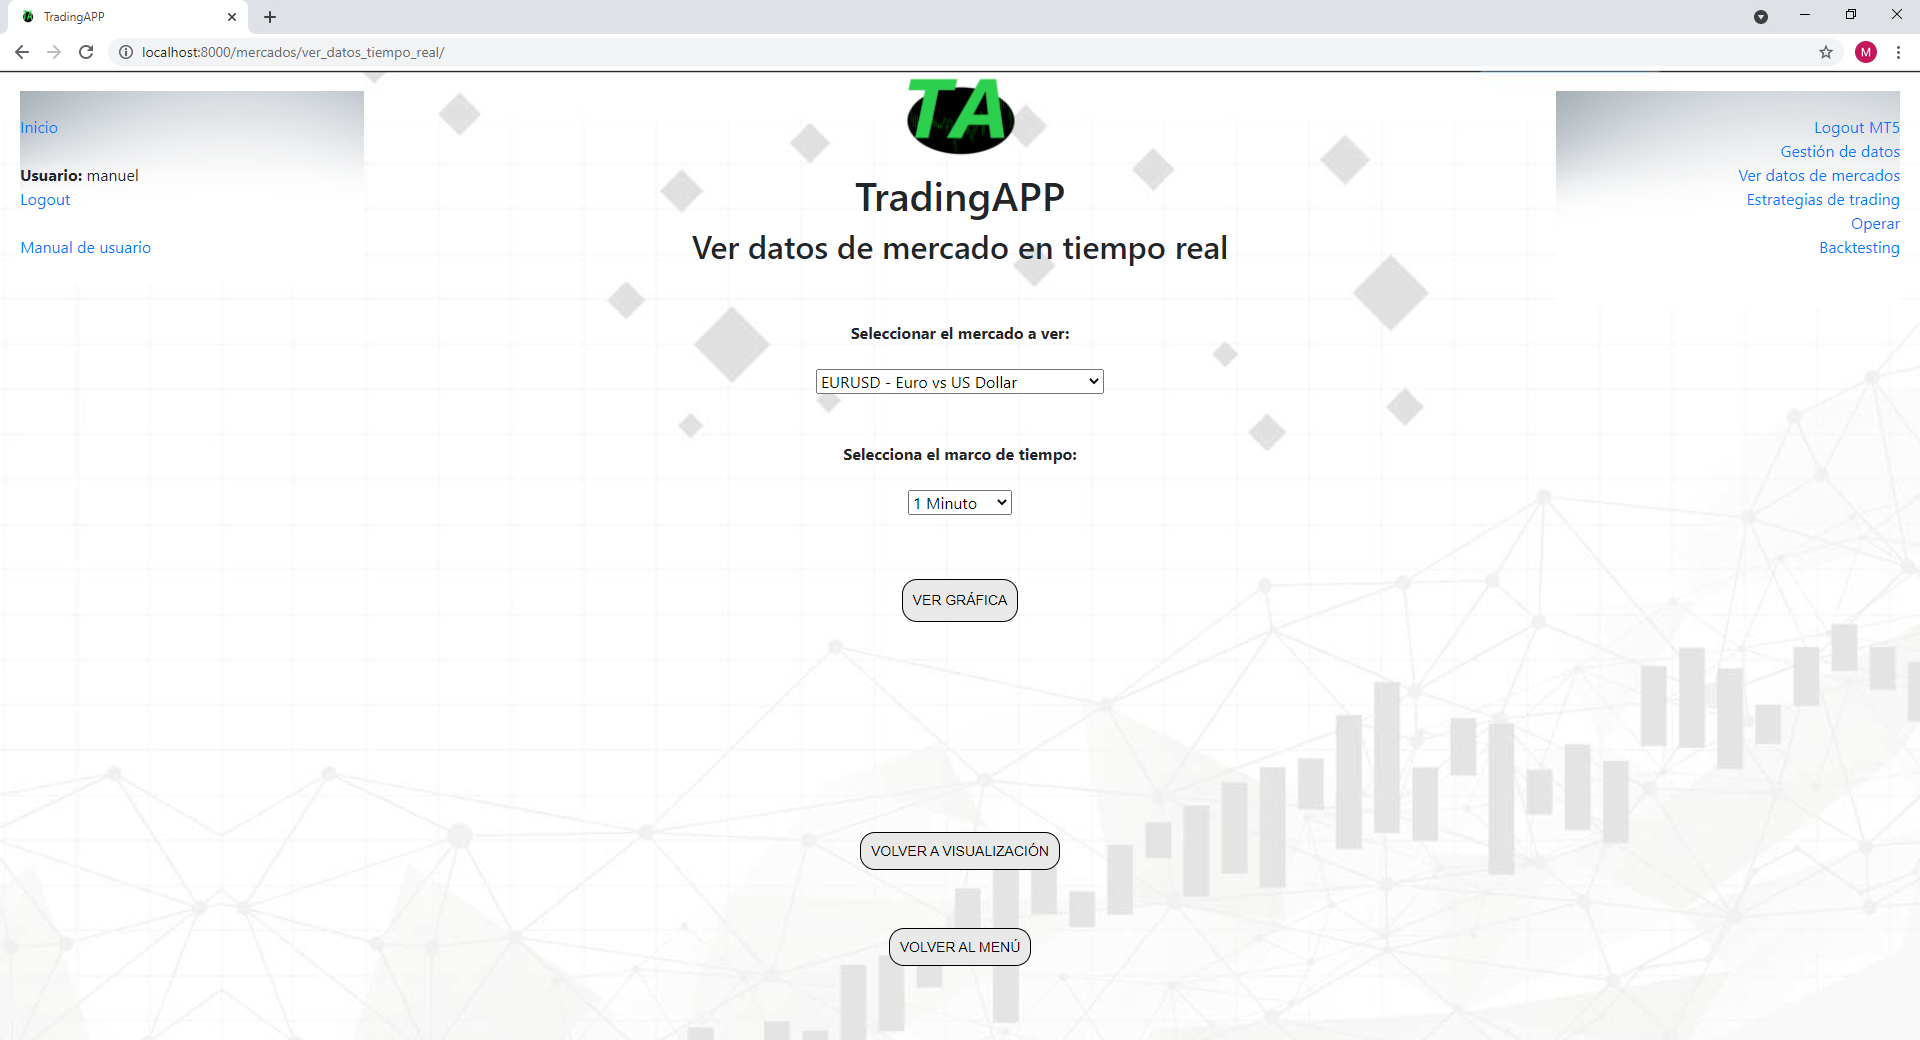 TradingAPP
localhost:8000/mercados/ver_datos_tiempo_real/
M
TA
Inicio
Usuario: manuel
Logout
Manual de usuario
Logout MT5
Gestión de datos
Ver datos de mercados
Estrategias de trading
Operar
Backtesting
TradingAPP
Ver datos de mercado en tiempo real
Seleccionar el mercado a ver:
EURUSD - Euro vs US Dollar
Selecciona el marco de tiempo:
1 Minuto
VER GRÁFICA
VOLVER A VISUALIZACIÓN
VOLVER AL MENÚ